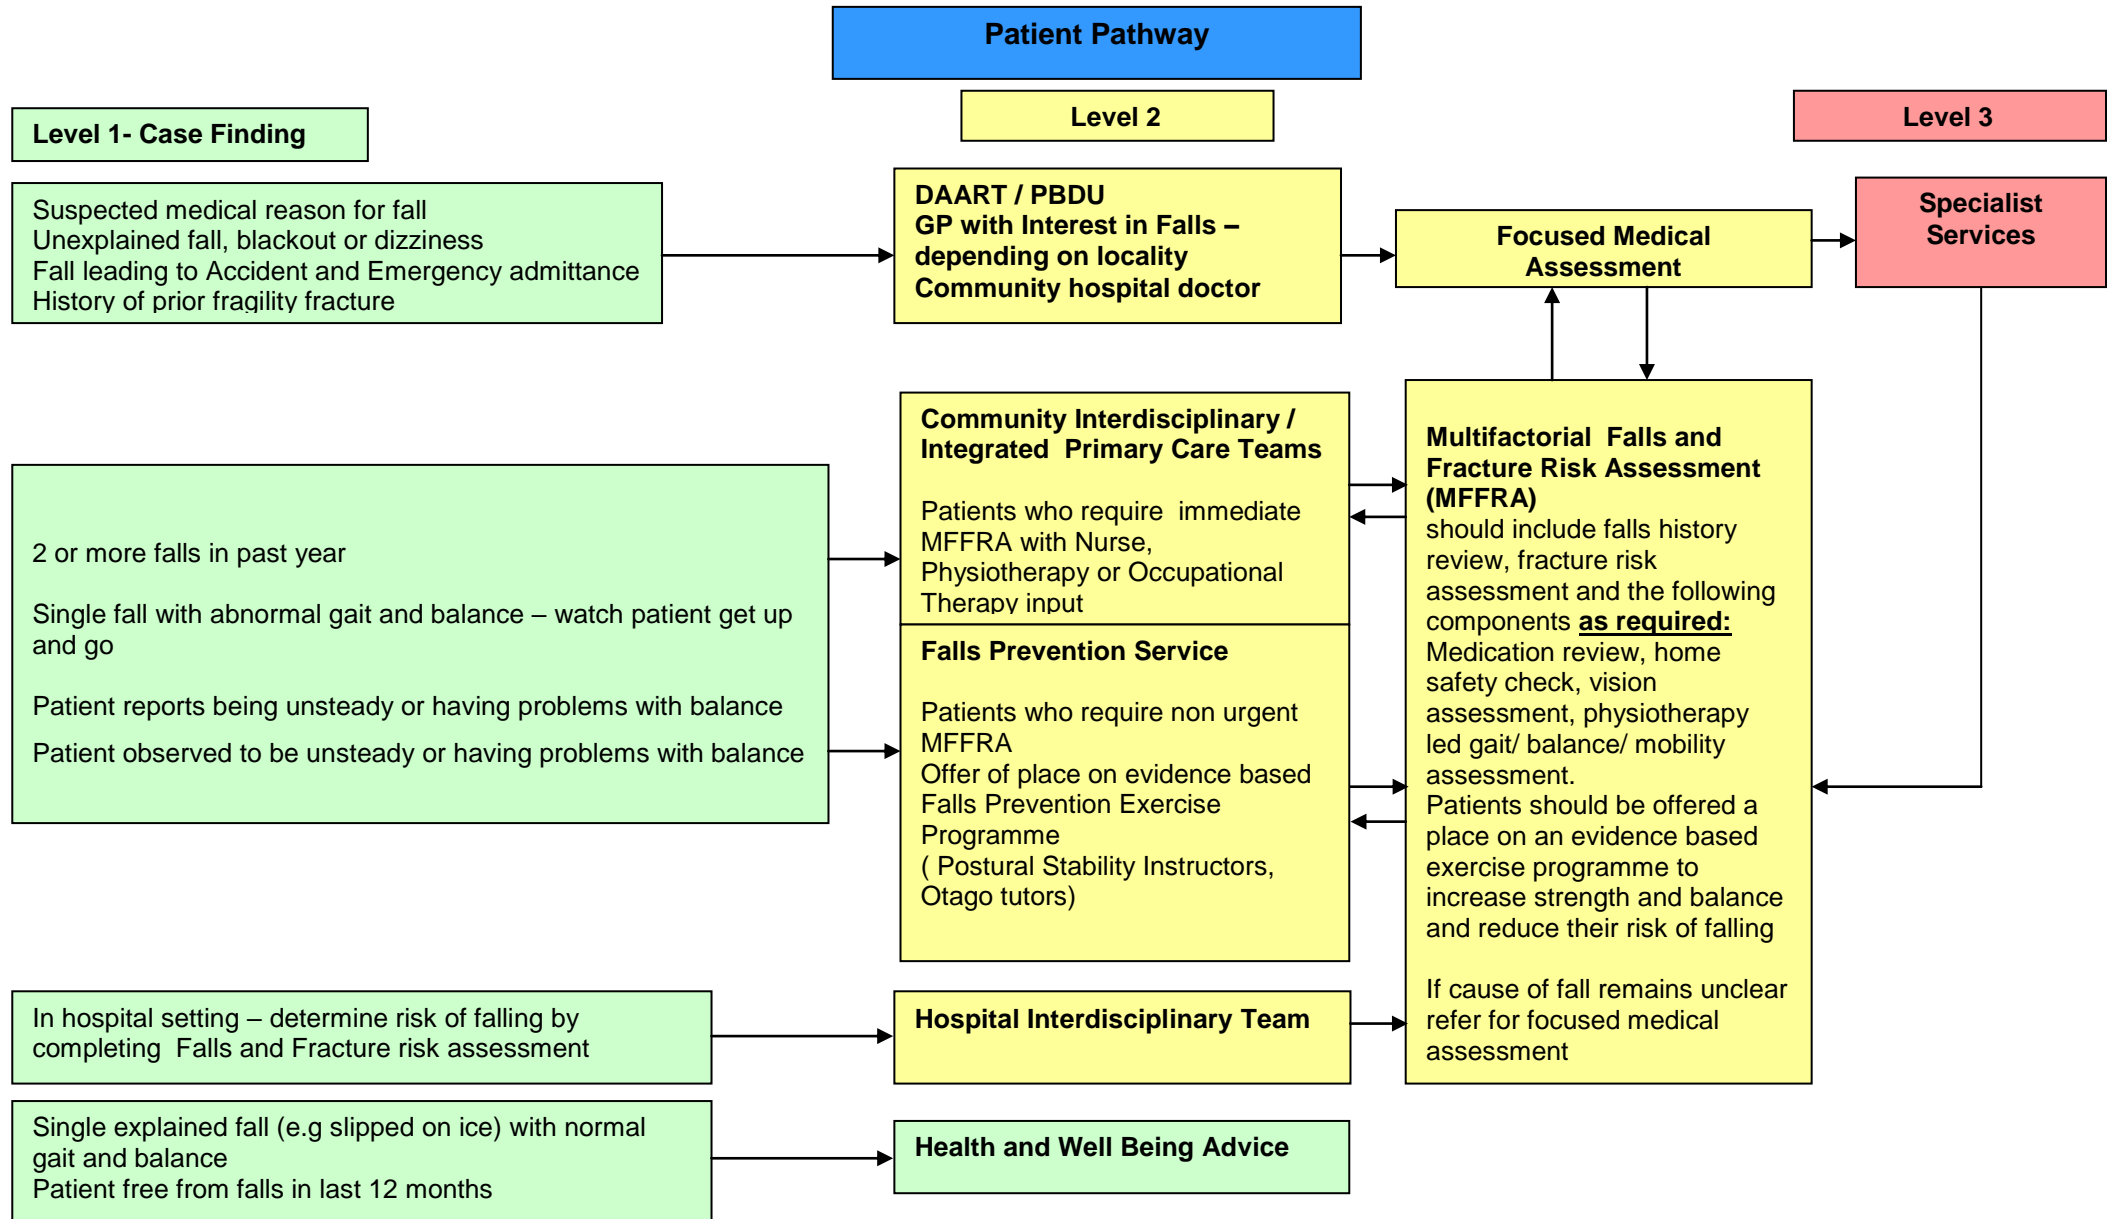 Patient Pathway
Level 1- Case Finding
Level 2
Level 3
Suspected medical reason for fall
Unexplained fall, blackout or dizziness
Fall leading to Accident and Emergency admittance
History of prior fragility fracture
DAART / PBDU
GP with Interest in Falls –
depending on locality
Community hospital doctor
Focused Medical
Assessment
Specialist
Services
2 or more falls in past year
Single fall with abnormal gait and balance – watch patient get up
and go
Patient reports being unsteady or having problems with balance
Patient observed to be unsteady or having problems with balance
Community Interdisciplinary /
Integrated Primary Care Teams
Patients who require immediate
MFFRA with Nurse,
Physiotherapy or Occupational
Therapy input
Falls Prevention Service
Patients who require non urgent
MFFRA
Offer of place on evidence based
Falls Prevention Exercise
Programme
( Postural Stability Instructors,
Otago tutors)
Multifactorial Falls and
Fracture Risk Assessment
(MFFRA)
should include falls history
review, fracture risk
assessment and the following
components as required:
Medication review, home
safety check, vision
assessment, physiotherapy
led gait/ balance/ mobility
assessment.
Patients should be offered a
place on an evidence based
exercise programme to
increase strength and balance
and reduce their risk of falling
If cause of fall remains unclear
refer for focused medical
assessment
In hospital setting – determine risk of falling by
completing Falls and Fracture risk assessment
Hospital Interdisciplinary Team
Single explained fall (e.g slipped on ice) with normal
gait and balance
Patient free from falls in last 12 months
Health and Well Being Advice